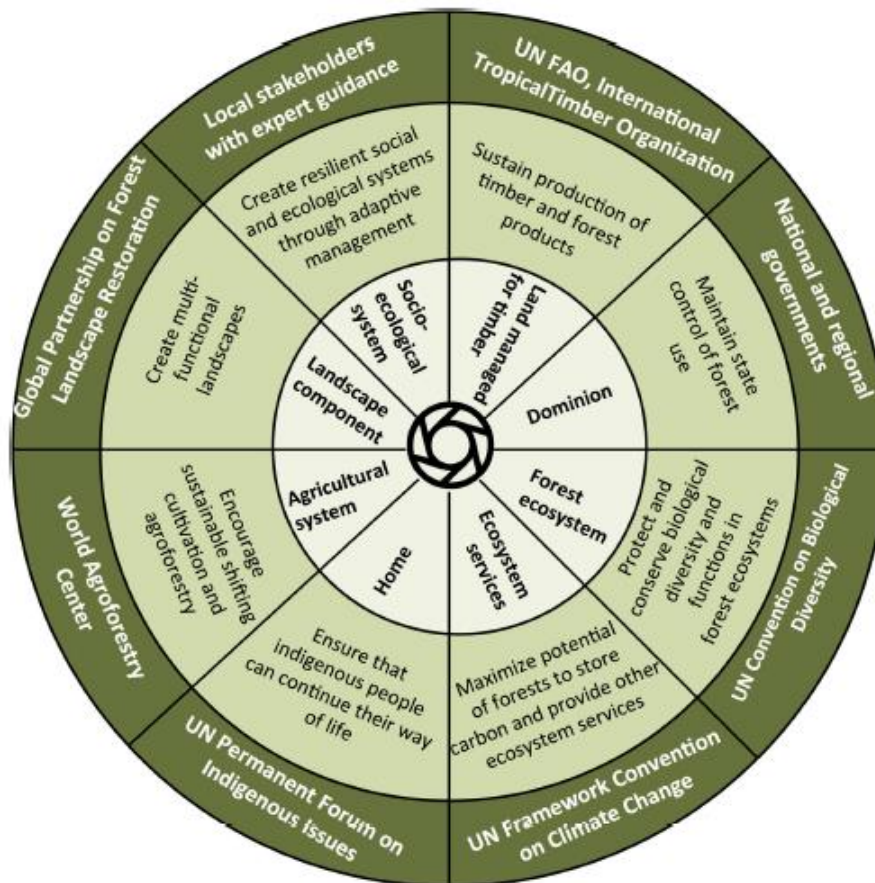 Local stakeholders
with expert guidance
UN FAO, International
TropicalTimber Organization
National and regional
governments
UN Convention on Biological
Diversity
UN Framework Convention
on Climate Change
UN Permanent Forum on
Indigenous issues
World Agroforestry
Center
Global Partnership on Forest
Landscape Restoration
Create resilient social
and ecological systems
through adaptive
management
Sustain production of
timber and forest
products
Maintain state
control of forest
use
Protect and
conserve biological
diversity and
functions in
forest ecosystems
Maximize potential
of forests to store
carbon and provide other
ecosystem services
Ensure that
indigenous people
can continue their way
of life
Encourage
sustainable shifting
cultivation and
agroforestry
Create multi-
functional
landscapes
Socio-
ecological
system
Land managed
for timber
Dominion
Forest
ecosystem
Ecosystem
services
Home
Agricultural
system
Landscape
component